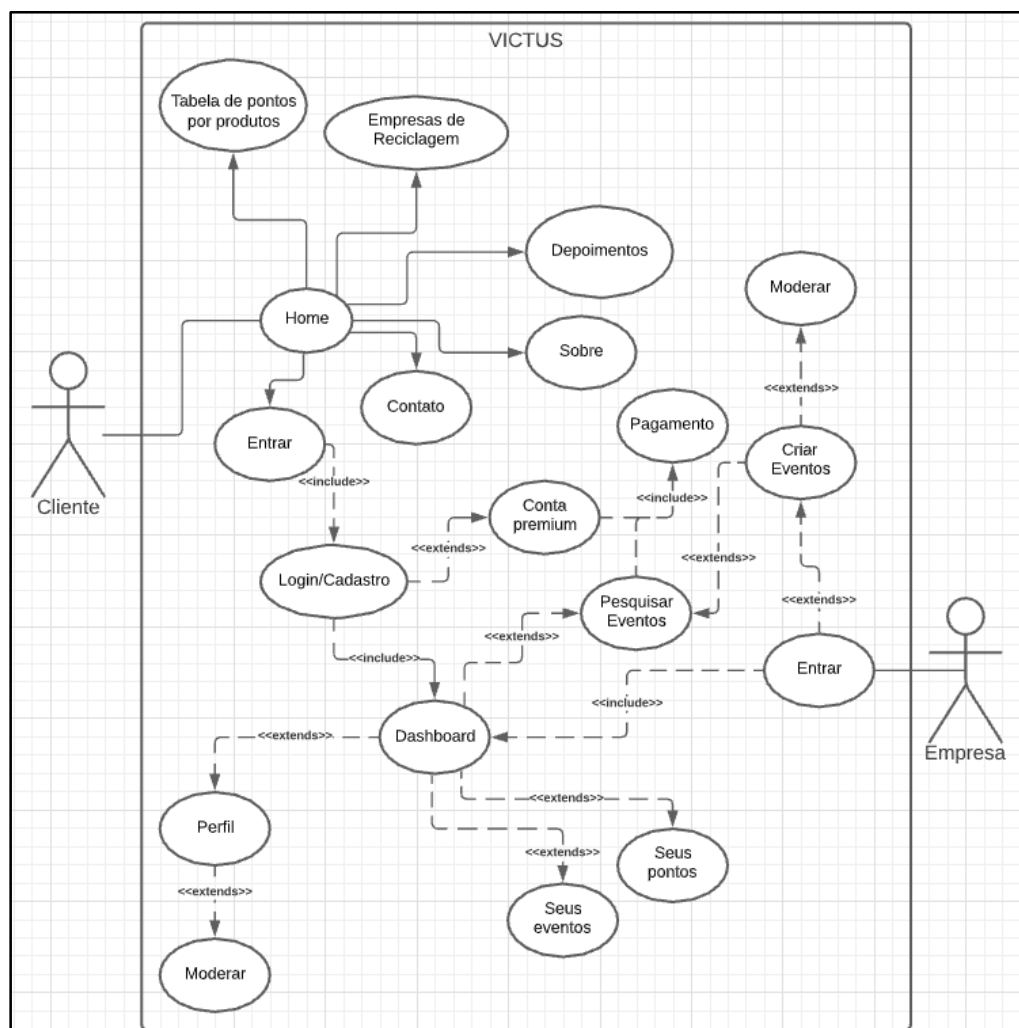 VICTUS
Tabela de pontos
por produtos
Empresas de
Reciclagem
Depoimentos
Moderar
Home
Sobre
<<extends>>
Contato
Pagamento
Entrar
Criar
Eventos
<<include>>
<<include>>
Conta
premium
Cliente
<<extends>>
<<extends>>
Login/Cadastro
Pesquisar
Eventos
<<extends>>
<<extends>>
<<include>>
Entrar
<<include>>
Dashboard
<<extends>>
Empresa
<<extends>>
Perfil
<<extends>>
Seus
pontos
<<extends>>
Seus
eventos
Moderar